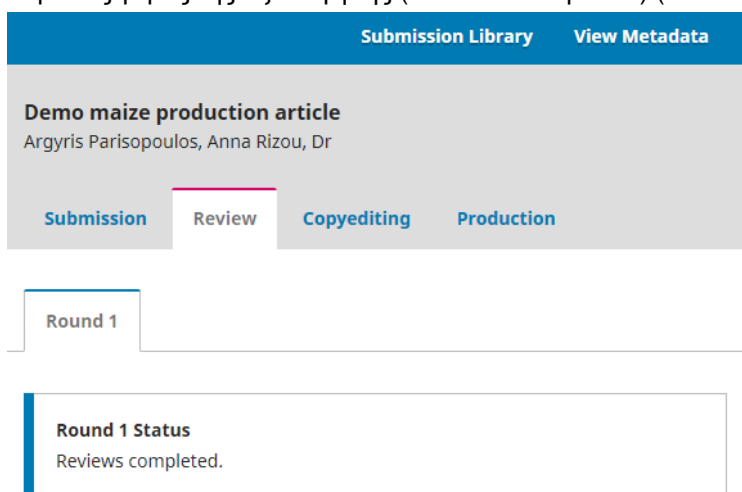 Submission Library View Metadata
Demo maize production article
Argyris Parisopoulos, Anna Rizou, Dr
Submission Review Copyediting Production
Round 1
Round 1 Status
Reviews completed.